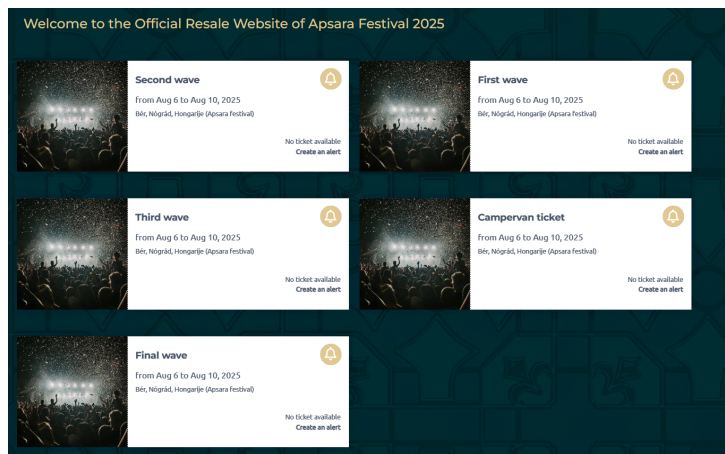 Welcome to the Official Resale Website of Apsara Festival 2025
Second wave
from Aug 6 to Aug 10, 2025
Bér, Nógrád, Hongarije (Apsara festival)
No ticket available
Create an alert
First wave
from Aug 6 to Aug 10, 2025
Bér, Nógrád, Hongarije (Apsara festival)
No ticket available
Create an alert
Third wave
from Aug 6 to Aug 10, 2025
Bér, Nógrád, Hongarije (Apsara festival)
No ticket available
Create an alert
Campervan ticket
from Aug 6 to Aug 10, 2025
Bér, Nógrád, Hongarije (Apsara festival)
No ticket available
Create an alert
Final wave
from Aug 6 to Aug 10, 2025
Bér, Nógrád, Hongarije (Apsara festival)
No ticket available
Create an alert